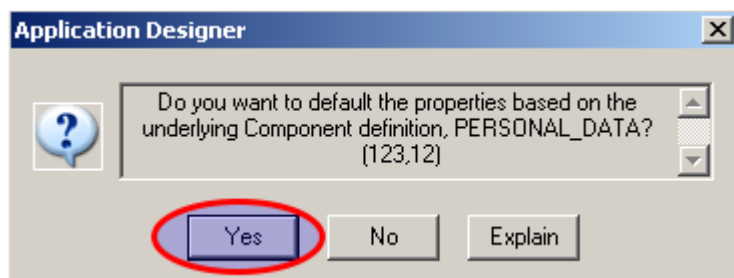 Application Designer
Do you want to default the properties based on the
underlying Component definition, PERSONAL_DATA?
(123,12)
Yes
No
Explain